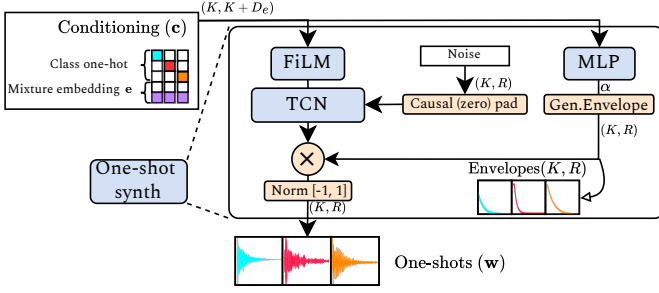 Conditioning (c)
(K, K + D_e)
Class one-hot
Mixture embedding e
FiLM
Noise
MLP
(K, R)
α
TCN
Causal (zero) pad
Gen.Envelope
(K, R)
×
One-shot
synth
Envelopes(K, R)
Norm [-1, 1]
(K, R)
One-shots (w)